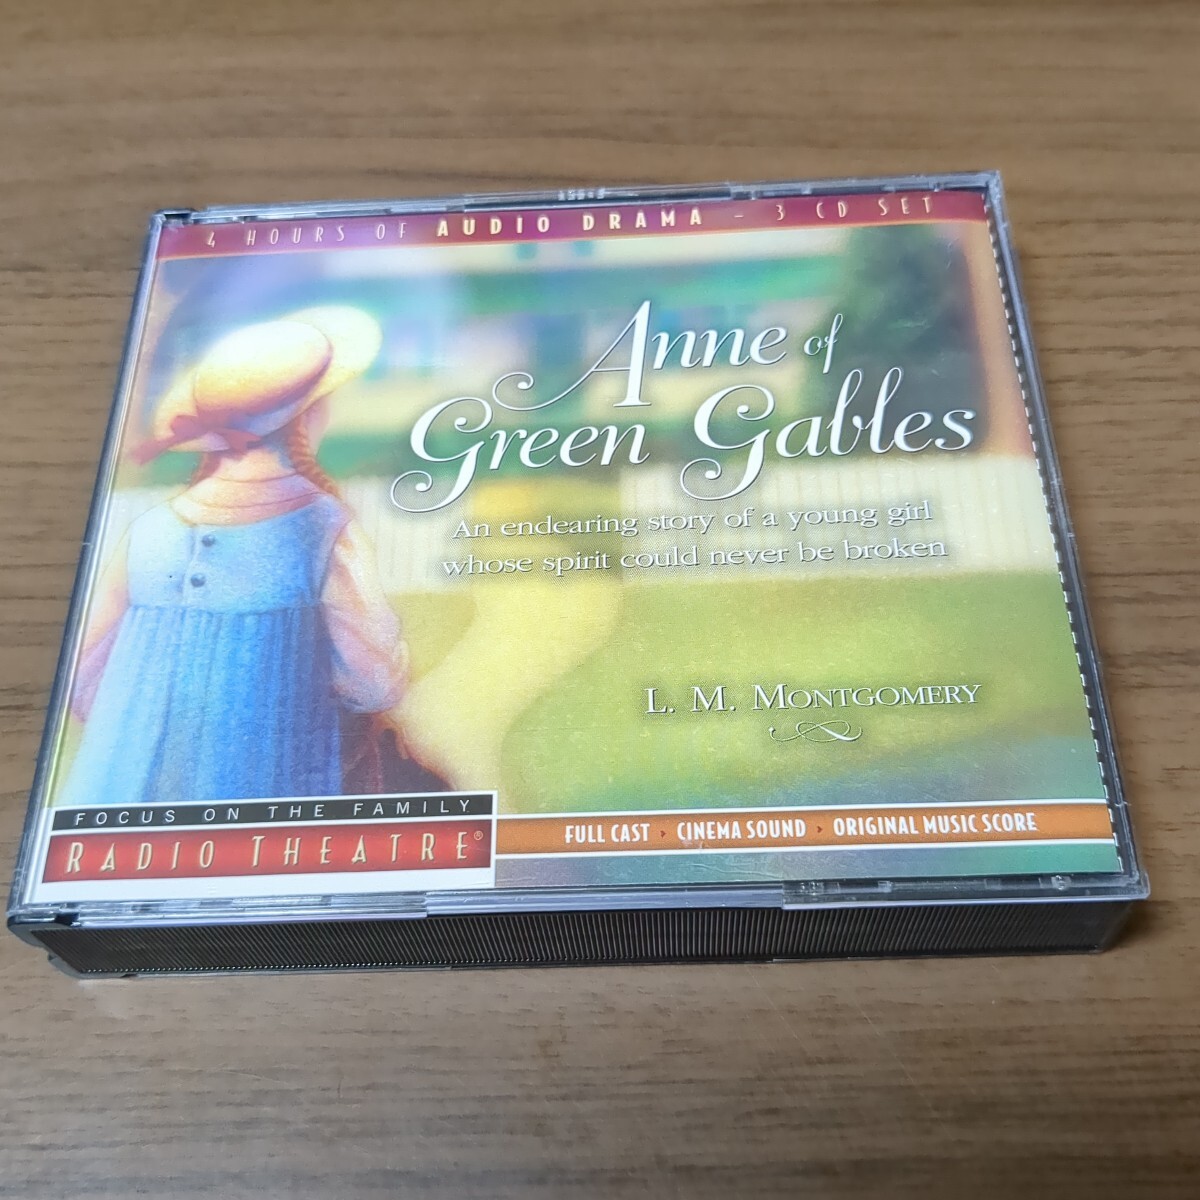 4 HOURS OF AUDIO DRAMA – 3 CD SET
Anne of
Green Gables
An endearing story of a young girl
whose spirit could never be broken
L. M. MONTGOMERY
FOCUS ON THE FAMILY
RADIO THEATRE®
FULL CAST › CINEMA SOUND › ORIGINAL MUSIC SCORE